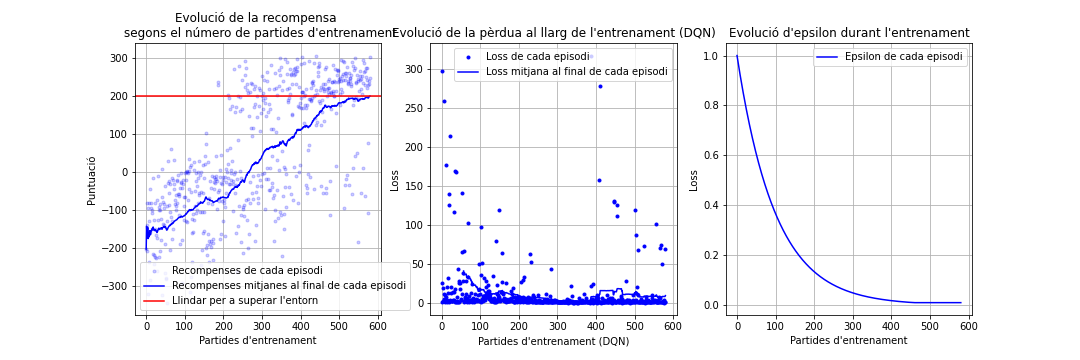 Evolució de la recompensa
segons el número de partides d'entrenament
Puntuació
300
200
100
0
−100
−200
−300
Recompenses de cada episodi
Recompenses mitjanes al final de cada episodi
Llindar per a superar l'entorn
0 100 200 300 400 500 600
Partides d'entrenament
Evolució de la pèrdua al llarg de l'entrenament (DQN)
Loss
300
250
200
150
100
50
0
Loss de cada episodi
Loss mitjana al final de cada episodi
0 100 200 300 400 500 600
Partides d'entrenament (DQN)
Evolució d'epsilon durant l'entrenament
Loss
1.0
0.8
0.6
0.4
0.2
0.0
Epsilon de cada episodi
0 100 200 300 400 500 600
Partides d'entrenament